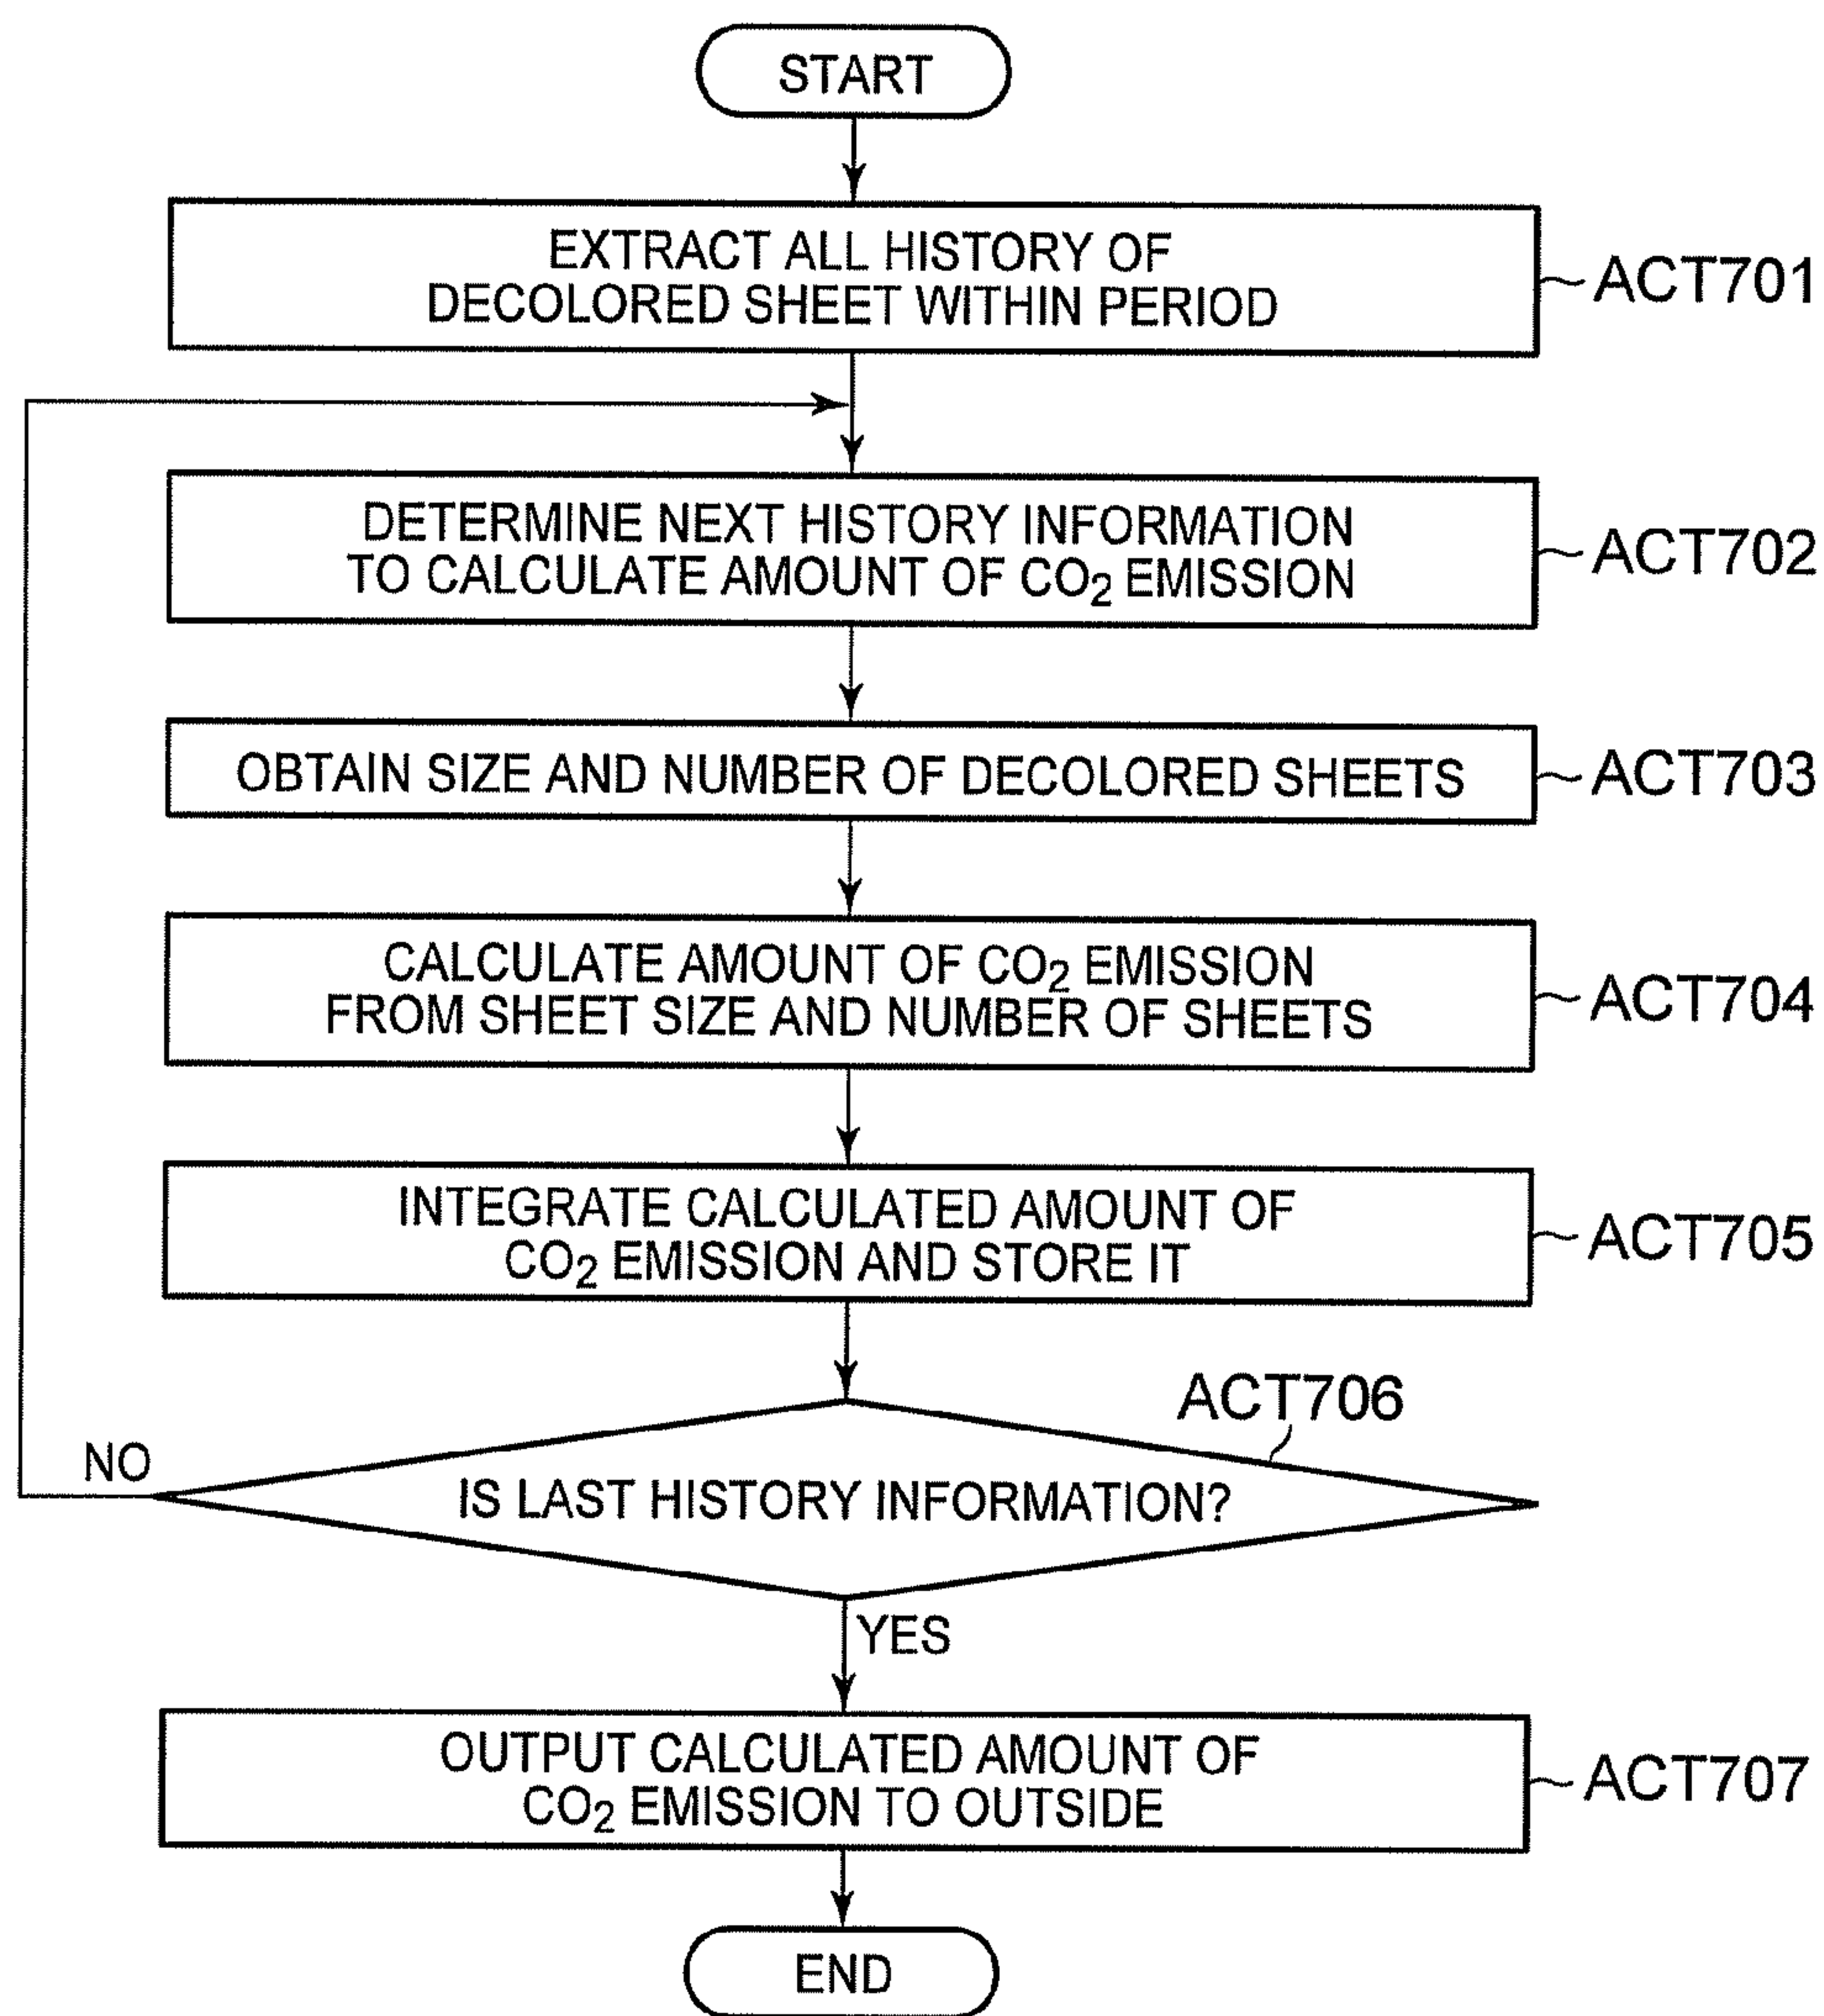 START
EXTRACT ALL HISTORY OF
DECOLORED SHEET WITHIN PERIOD
ACT701
DETERMINE NEXT HISTORY INFORMATION
TO CALCULATE AMOUNT OF CO₂ EMISSION
ACT702
OBTAIN SIZE AND NUMBER OF DECOLORED SHEETS
ACT703
CALCULATE AMOUNT OF CO₂ EMISSION
FROM SHEET SIZE AND NUMBER OF SHEETS
ACT704
INTEGRATE CALCULATED AMOUNT OF
CO₂ EMISSION AND STORE IT
ACT705
ACT706
NO
IS LAST HISTORY INFORMATION?
YES
OUTPUT CALCULATED AMOUNT OF
CO₂ EMISSION TO OUTSIDE
ACT707
END